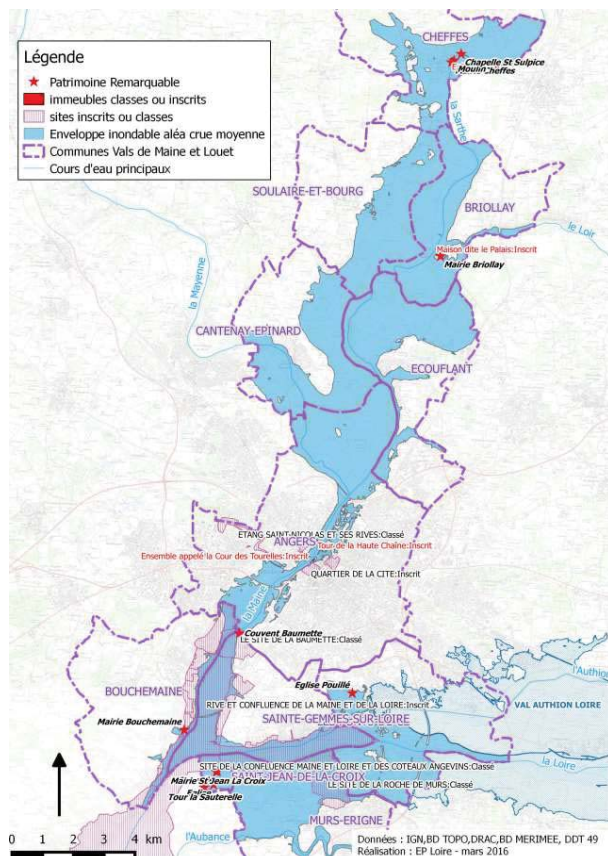 Légende
Patrimoine Remarquable
immeubles classes ou inscrits
sites inscrits ou classes
Enveloppe inondable aléa crue moyenne
Communes Vals de Maine et Louet
Cours d'eau principaux
CHEFFES
Chapelle St Sulpice
Moulin Cheffes
la Sarthe
SOULAIRE-ET-BOURG
BRIOLLAY
le Loir
Maison dite le Palais:Inscrit
Mairie Briollay
la Mayenne
CANTENAY-EPINARD
ECOUFLANT
ETANG SAINT-NICOLAS ET SES RIVES:Classé
ANGERS
Tour de la Haute Chaîne:Inscrit
Ensemble appelé la Cour des Tourelles:Inscrit
QUARTIER DE LA CITE:Inscrit
la Maine
Couvent Baumette
LE SITE DE LA BAUMETTE:Classé
l'Authion
BOUCHEMAINE
Eglise Pouillé
RIVE ET CONFLUENCE DE LA MAINE ET DE LA LOIRE:Inscrit
VAL AUTHION LOIRE
Mairie Bouchemaine
SAINTE-GEMMES-SUR-LOIRE
SITE DE LA CONFLUENCE MAINE ET LOIRE ET DES COTEAUX ANGEVINS:Classé
la Loire
Mairie St Jean La Croix
SAINT-JEAN-DE-LA-CROIX
LE SITE DE LA ROCHE DE MURS:Classé
Tour la Sauterelle
MURS-ERIGNE
l'Aubance
0 1 2 3 4 km
Données : IGN,BD TOPO,DRAC,BD MERIMEE, DDT 49
Réalisation : EP Loire - mars 2016